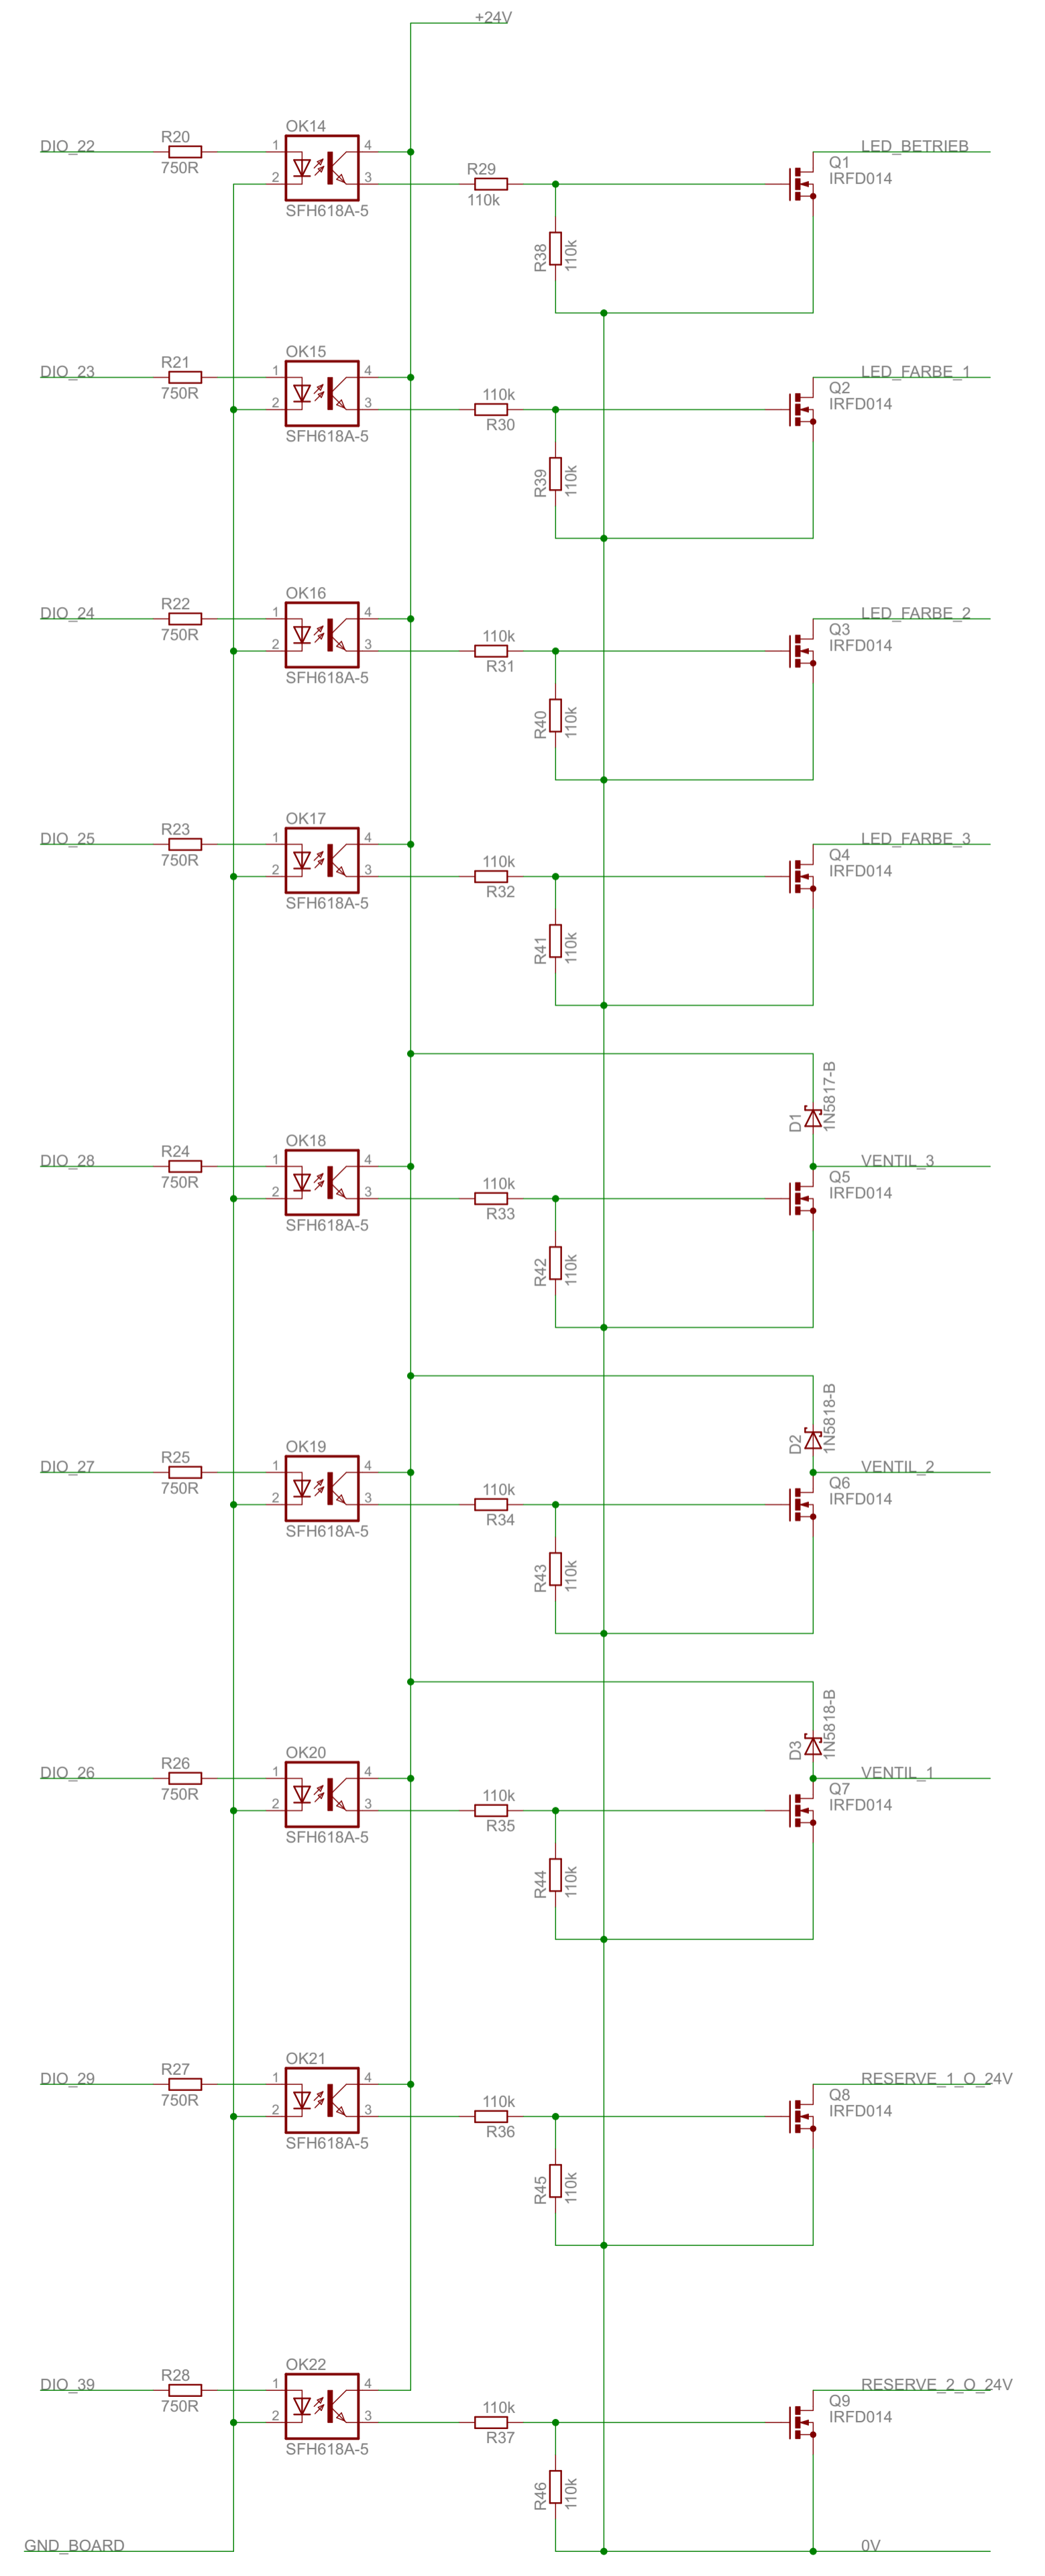 +24V
OK14
DIO_22
R20
750R
1
2
4
3
SFH618A-5
R29
110k
R38
110k
LED_BETRIEB
Q1
IRFD014
OK15
DIO_23
R21
750R
1
2
4
3
SFH618A-5
110k
R30
R39
110k
LED_FARBE_1
Q2
IRFD014
OK16
DIO_24
R22
750R
1
2
4
3
SFH618A-5
110k
R31
R40
110k
LED_FARBE_2
Q3
IRFD014
OK17
DIO_25
R23
750R
1
2
4
3
SFH618A-5
110k
R32
R41
110k
LED_FARBE_3
Q4
IRFD014
D1
1N5817-B
OK18
DIO_28
R24
750R
1
2
4
3
SFH618A-5
110k
R33
R42
110k
VENTIL_3
Q5
IRFD014
D2
1N5818-B
OK19
DIO_27
R25
750R
1
2
4
3
SFH618A-5
110k
R34
R43
110k
VENTIL_2
Q6
IRFD014
D3
1N5818-B
OK20
DIO_26
R26
750R
1
2
4
3
SFH618A-5
110k
R35
R44
110k
VENTIL_1
Q7
IRFD014
OK21
DIO_29
R27
750R
1
2
4
3
SFH618A-5
110k
R36
R45
110k
RESERVE_1_O_24V
Q8
IRFD014
OK22
DIO_39
R28
750R
1
2
4
3
SFH618A-5
110k
R37
R46
110k
RESERVE_2_O_24V
Q9
IRFD014
GND_BOARD
0V